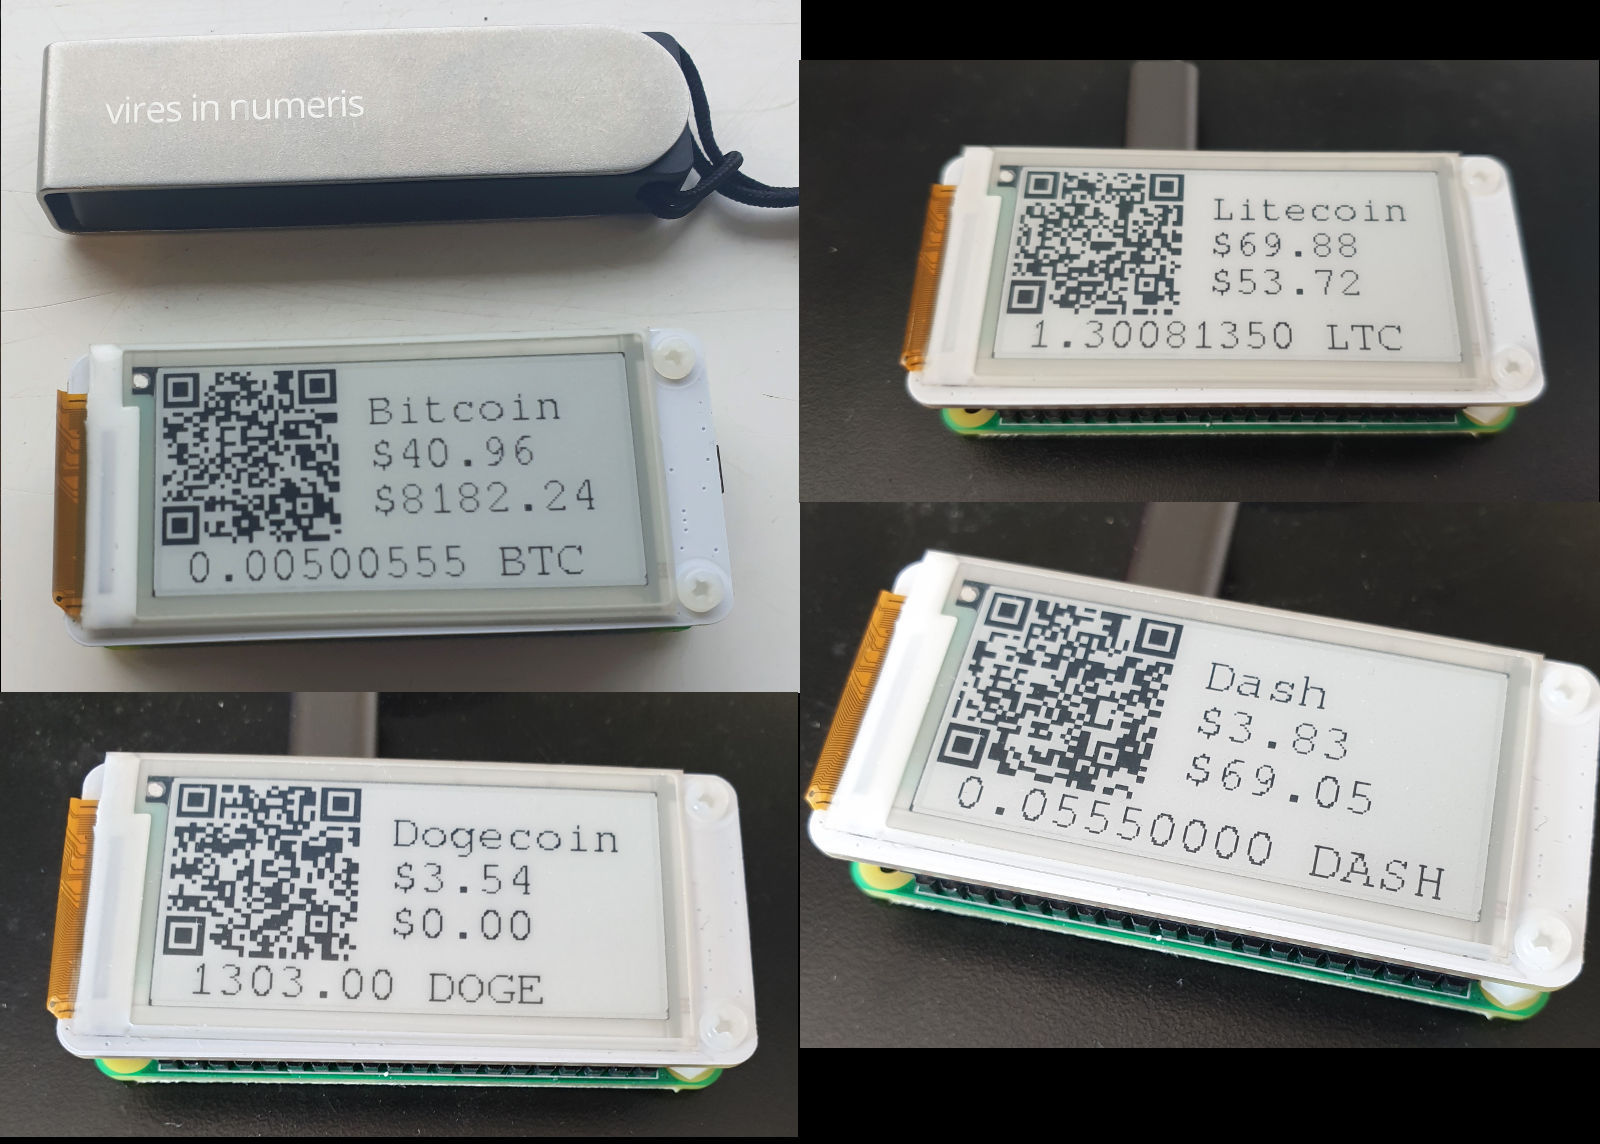 vires in numeris
Bitcoin
$40.96
$8182.24
0.00500555 BTC
Litecoin
$69.88
$53.72
1.30081350 LTC
Dogecoin
$3.54
$0.00
1303.00 DOGE
Dash
$3.83
$69.05
0.05550000 DASH